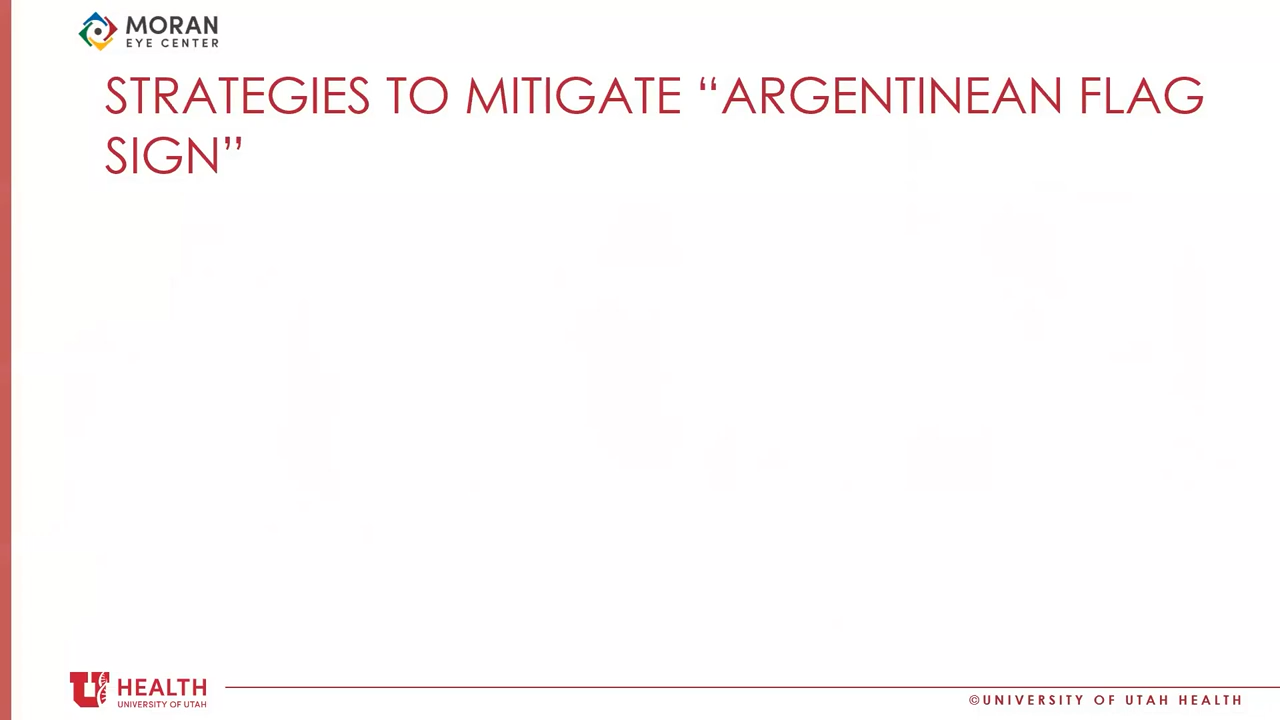 MORAN
EYE CENTER
STRATEGIES TO MITIGATE “ARGENTINEAN FLAG
SIGN”
U HEALTH
UNIVERSITY OF UTAH
©UNIVERSITY OF UTAH HEALTH